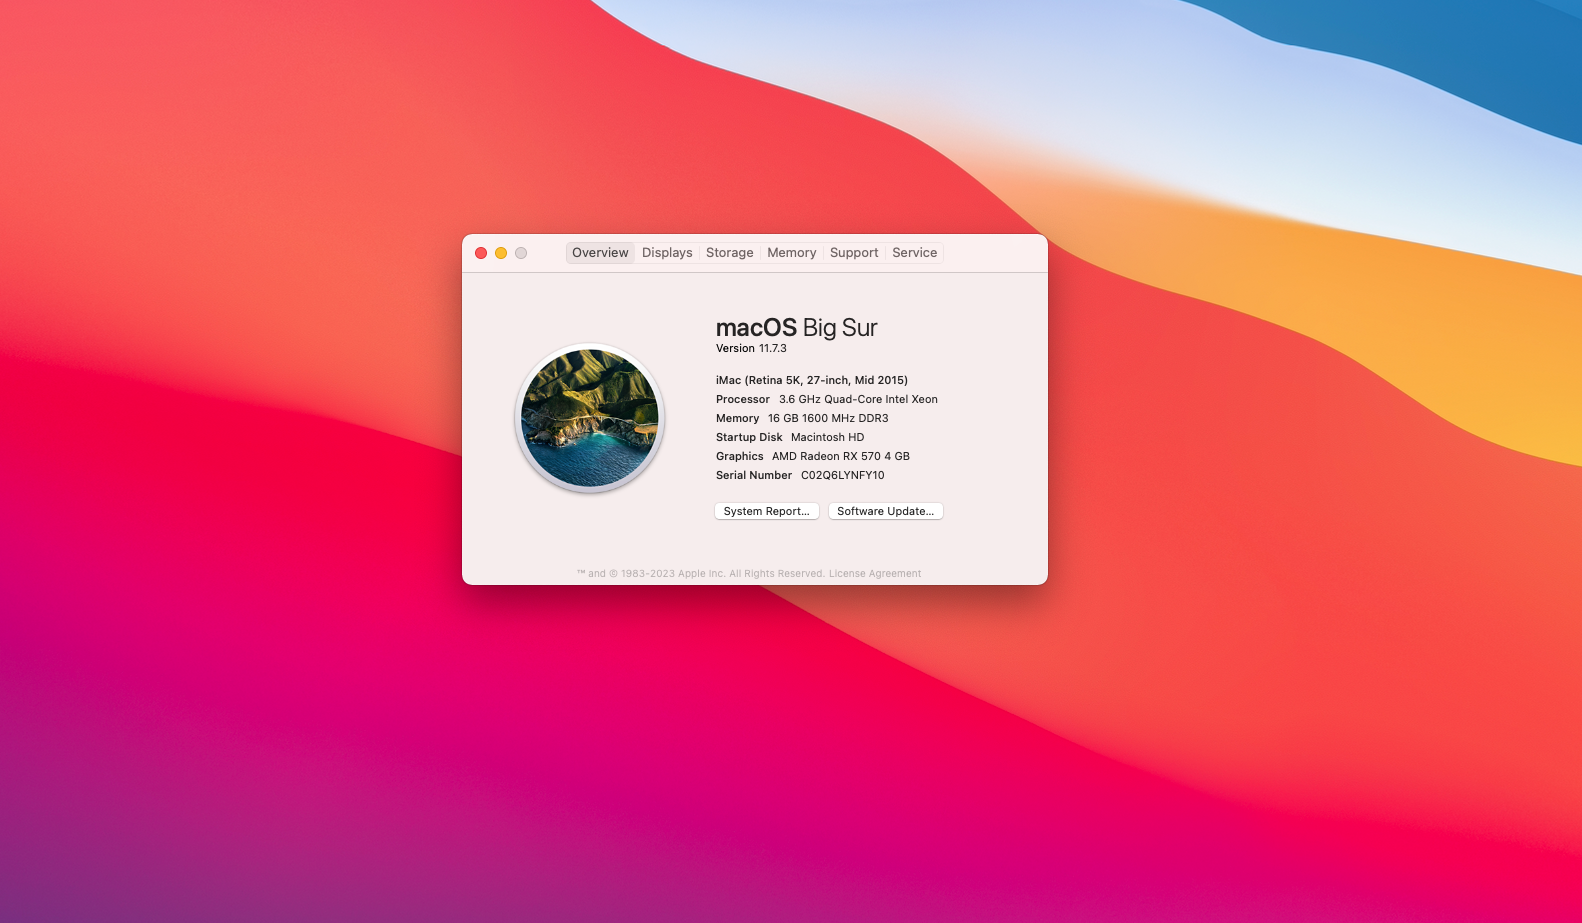 Overview Displays Storage Memory Support Service
macOS Big Sur
Version 11.7.3
iMac (Retina 5K, 27-inch, Mid 2015)
Processor 3.6 GHz Quad-Core Intel Xeon
Memory 16 GB 1600 MHz DDR3
Startup Disk Macintosh HD
Graphics AMD Radeon RX 570 4 GB
Serial Number C02Q6LYNFY10
System Report... Software Update...
™ and © 1983-2023 Apple Inc. All Rights Reserved. License Agreement